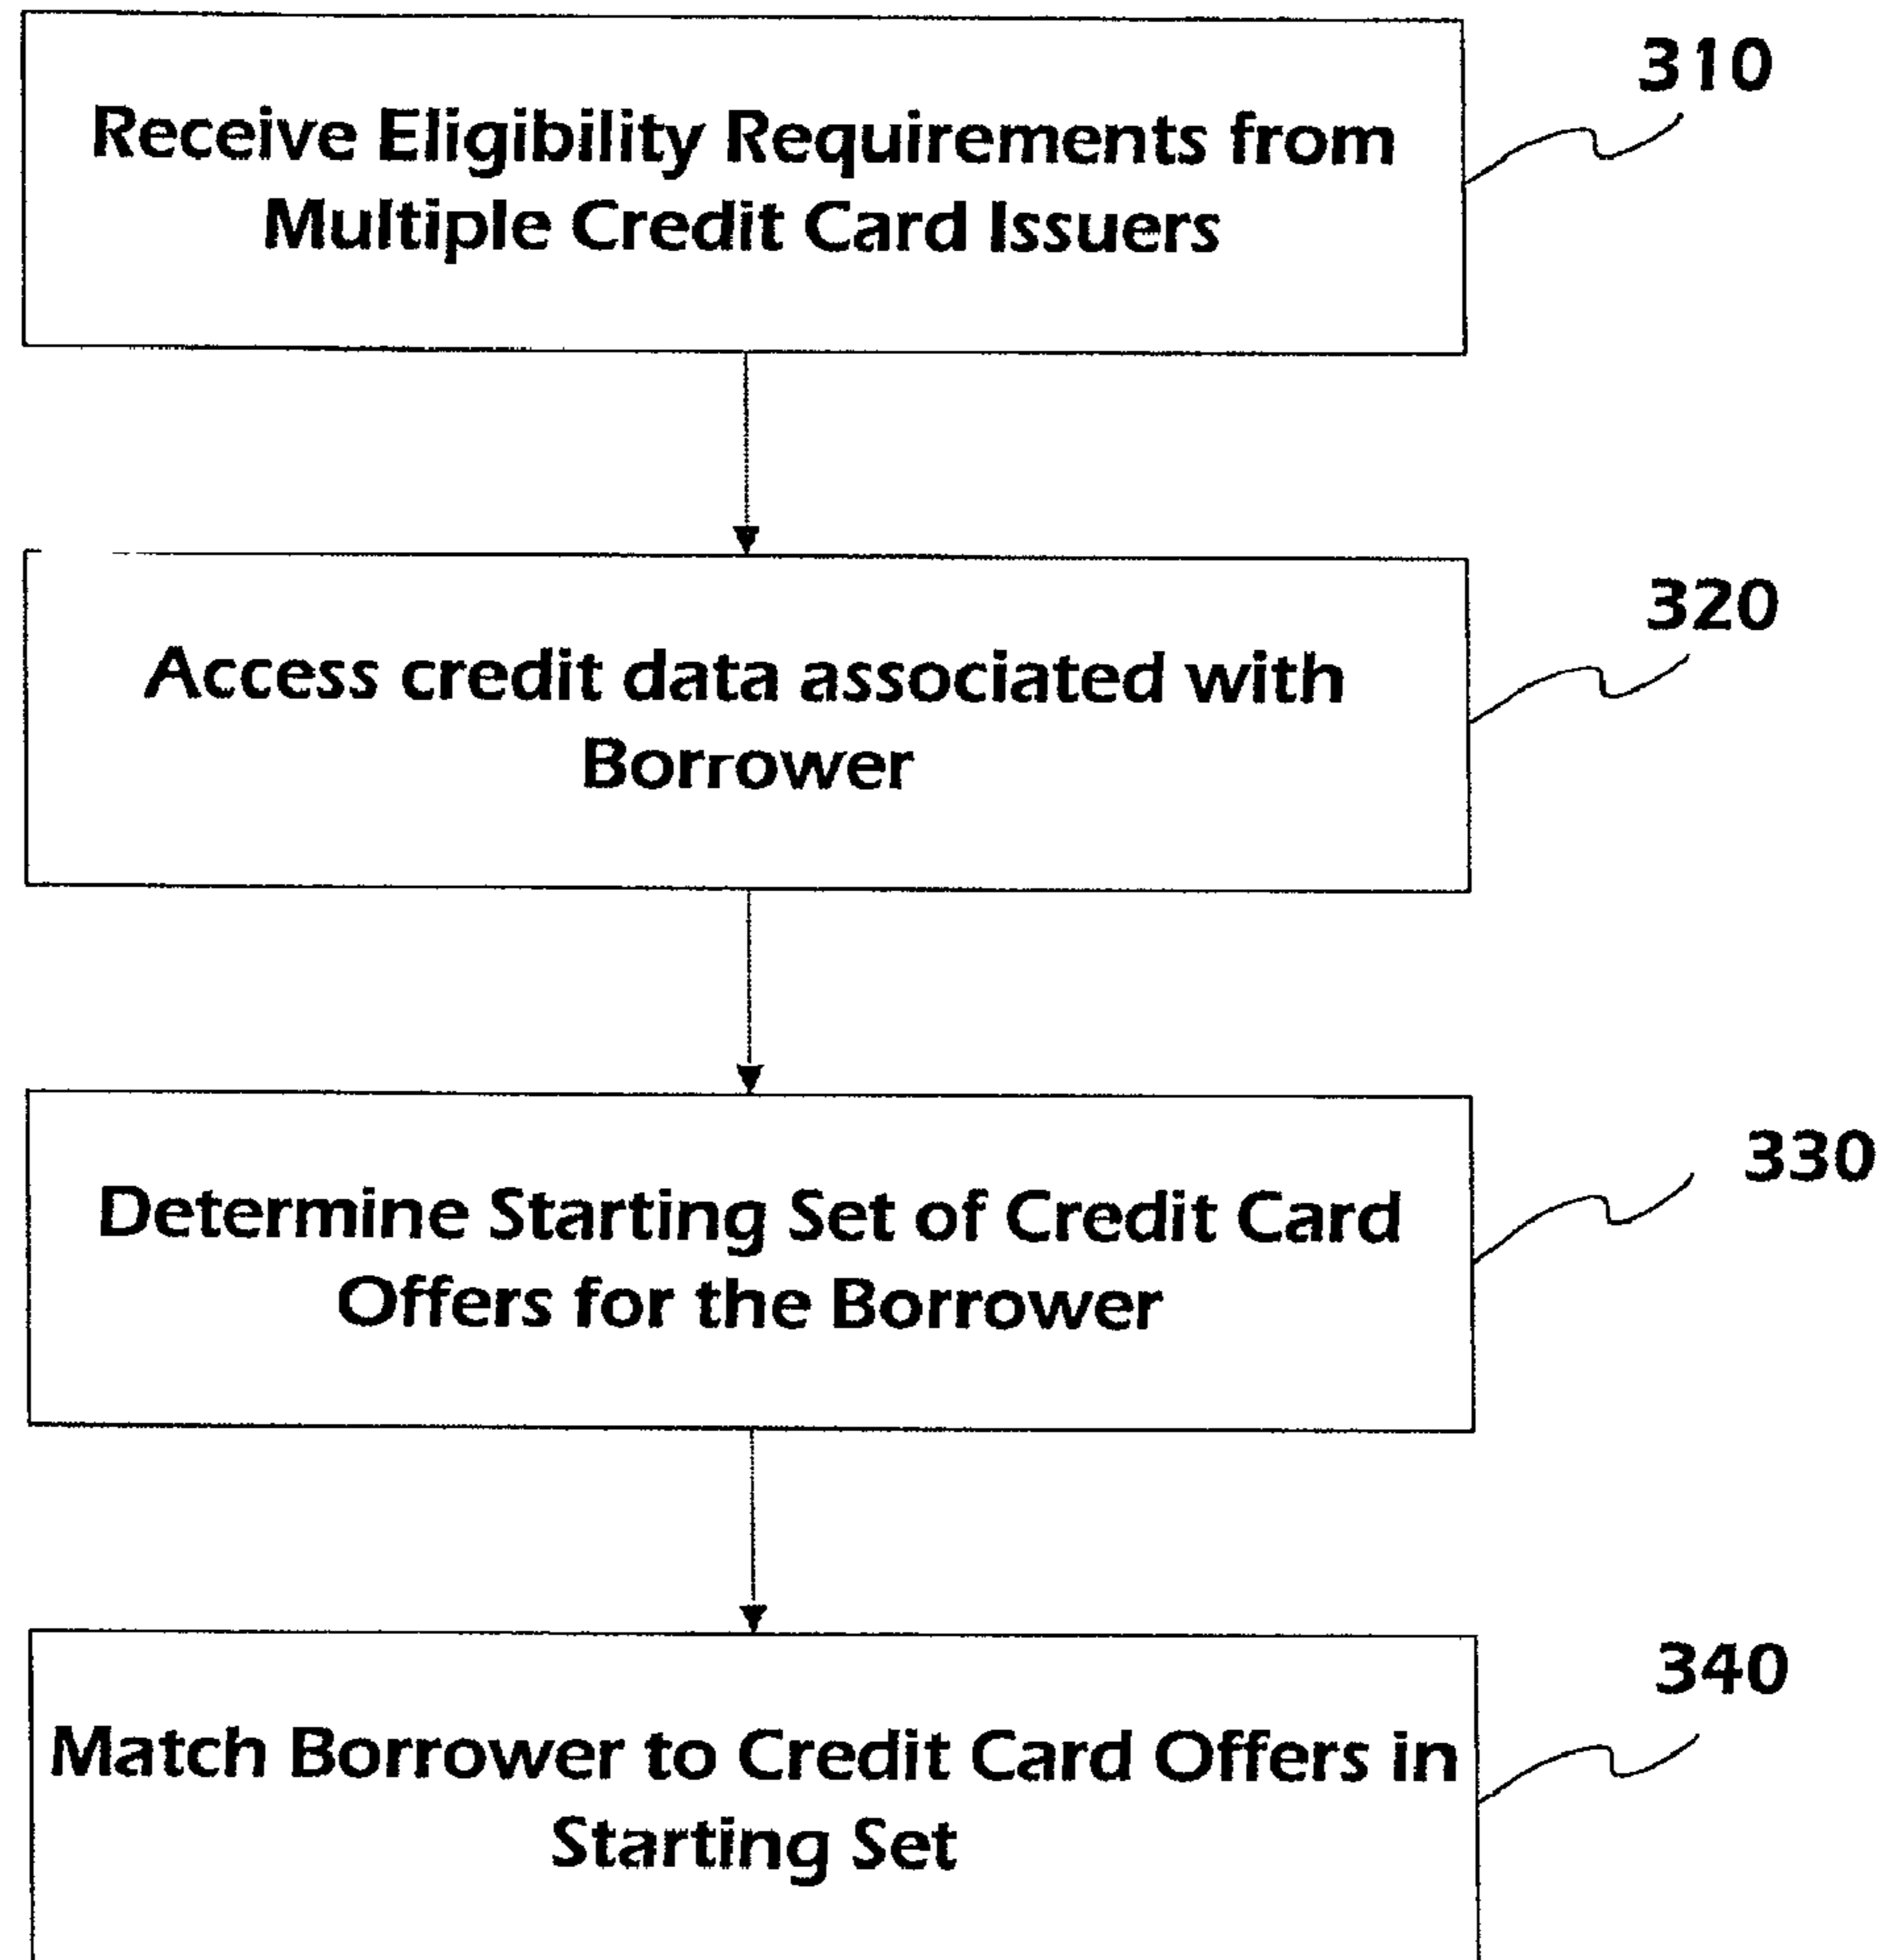 Receive Eligibility Requirements from
Multiple Credit Card Issuers
310
Access credit data associated with
Borrower
320
Determine Starting Set of Credit Card
Offers for the Borrower
330
Match Borrower to Credit Card Offers in
Starting Set
340